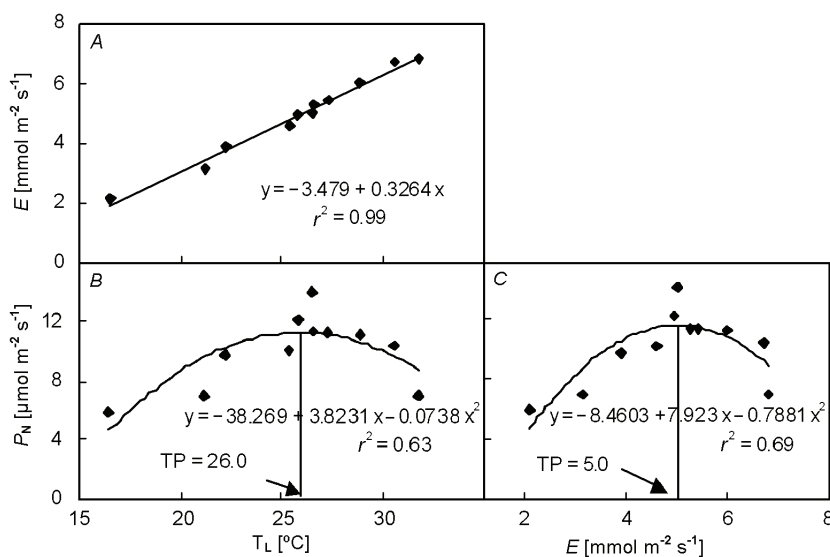 A
8
6
4
2
0
E [mmol m⁻² s⁻¹]
y = −3.479 + 0.3264 x
r² = 0.99
B
12
8
4
0
P_N [µmol m⁻² s⁻¹]
y = −38.269 + 3.8231 x-0.0738 x²
r² = 0.63
TP = 26.0
15
20
25
30
T_L [ºC]
C
y = −8.4603 +7.923 x-0.7881 x²
r² = 0.69
TP = 5.0
2
4
6
8
E [mmol m⁻² s⁻¹]